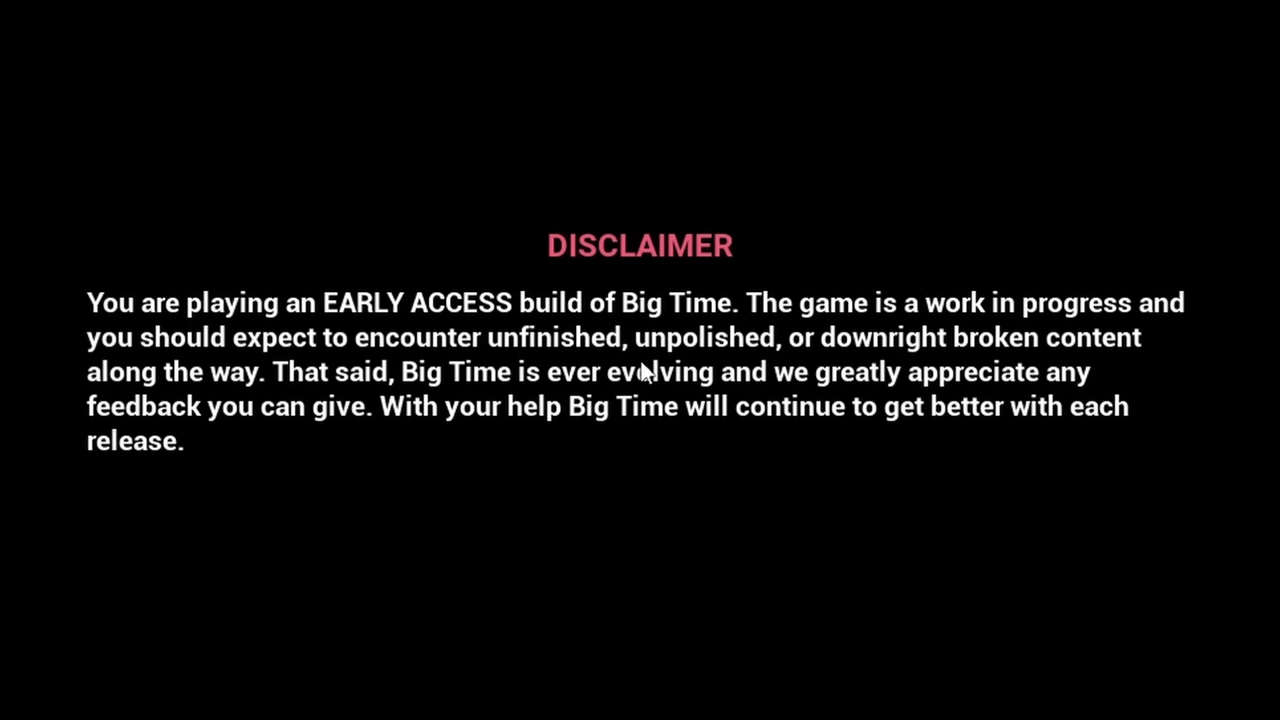 DISCLAIMER
You are playing an EARLY ACCESS build of Big Time. The game is a work in progress and
you should expect to encounter unfinished, unpolished, or downright broken content
along the way. That said, Big Time is ever evolving and we greatly appreciate any
feedback you can give. With your help Big Time will continue to get better with each
release.